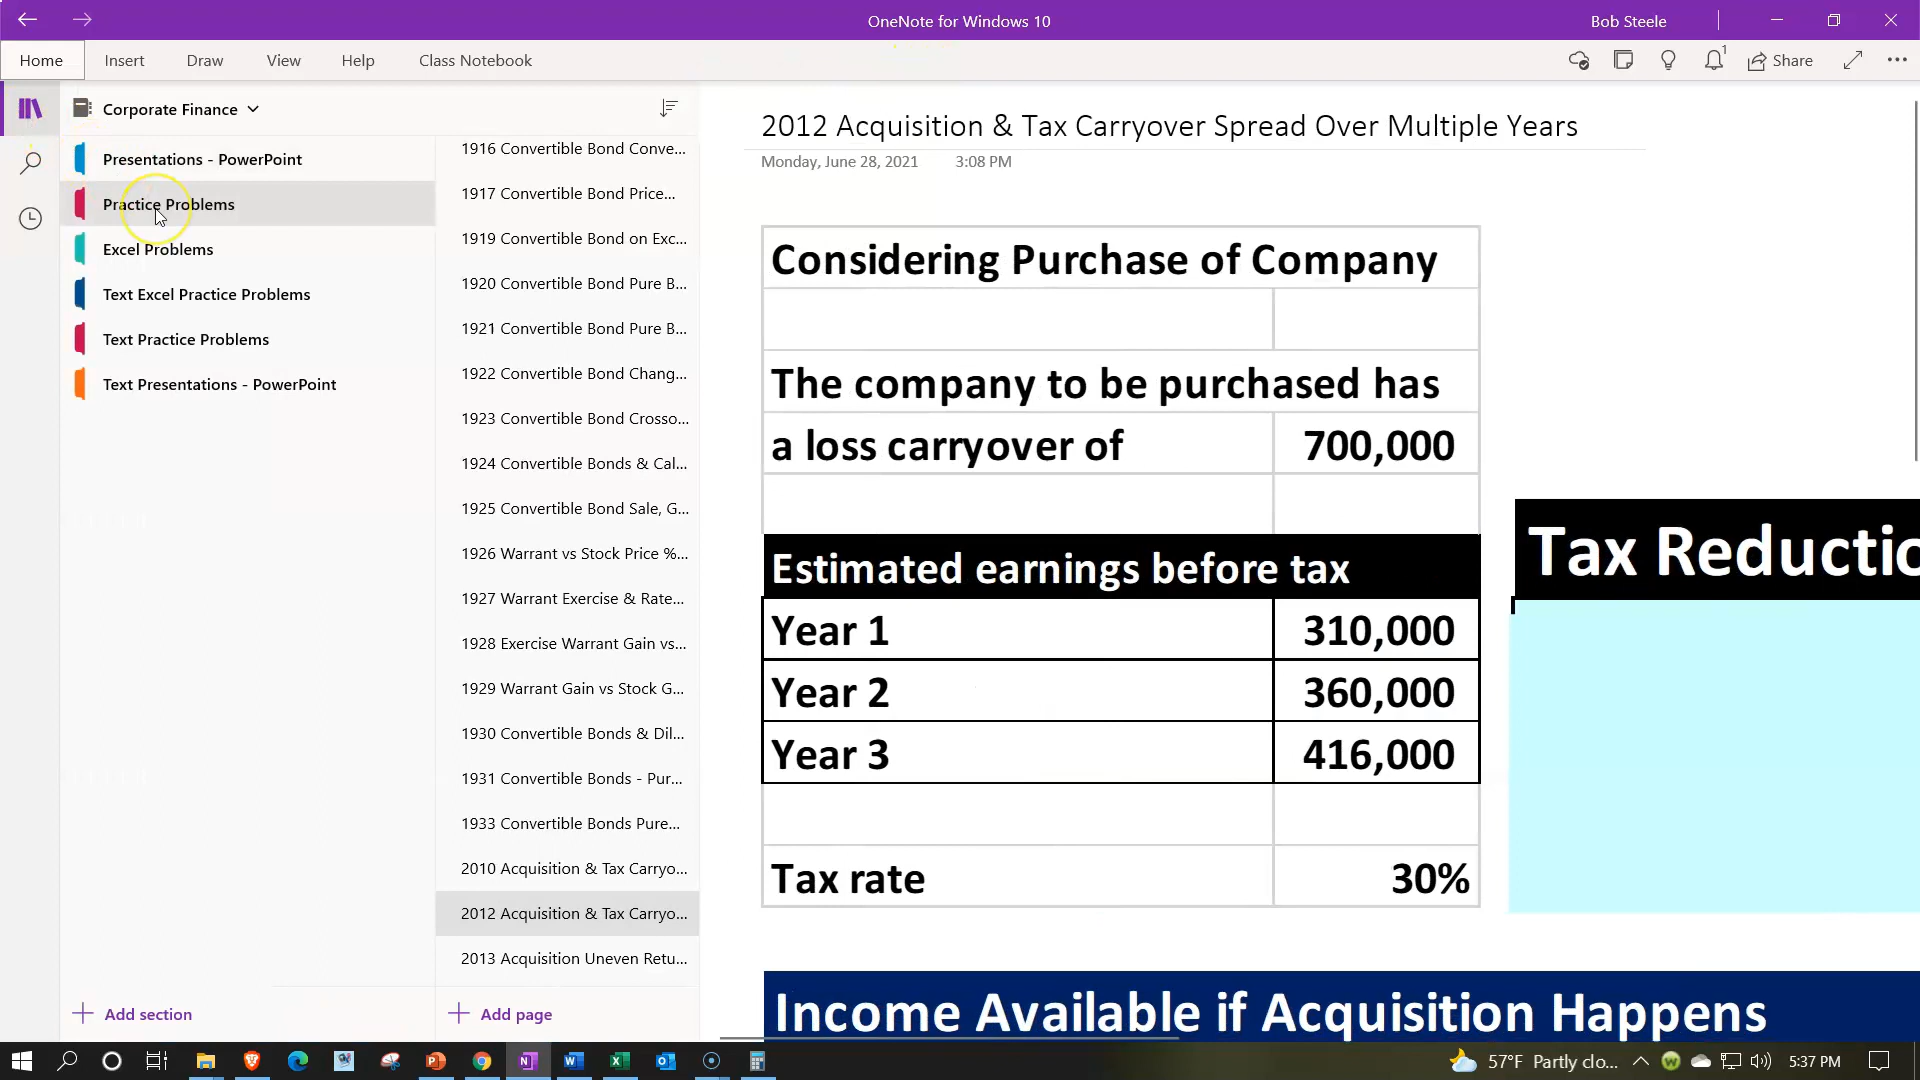 OneNote for Windows 10
Bob Steele
Home
Insert
Draw
View
Help
Class Notebook
1
Share
Corporate Finance
Presentations - PowerPoint
Practice Problems
Excel Problems
Text Excel Practice Problems
Text Practice Problems
Text Presentations - PowerPoint
Add section
1916 Convertible Bond Conve...
1917 Convertible Bond Price...
1919 Convertible Bond on Exc...
1920 Convertible Bond Pure B...
1921 Convertible Bond Pure B...
1922 Convertible Bond Chang...
1923 Convertible Bond Crosso...
1924 Convertible Bonds & Cal...
1925 Convertible Bond Sale, G...
1926 Warrant vs Stock Price %...
1927 Warrant Exercise & Rate...
1928 Exercise Warrant Gain vs...
1929 Warrant Gain vs Stock G...
1930 Convertible Bonds & Dil...
1931 Convertible Bonds - Pur...
1933 Convertible Bonds Pure...
2010 Acquisition & Tax Carryo...
2012 Acquisition & Tax Carryo...
2013 Acquisition Uneven Retu...
Add page
2012 Acquisition & Tax Carryover Spread Over Multiple Years
Monday, June 28, 2021 3:08 PM
Considering Purchase of Company
The company to be purchased has
a loss carryover of 700,000
Estimated earnings before tax
Year 1 310,000
Year 2 360,000
Year 3 416,000
Tax rate 30%
Tax Reductio
Income Available if Acquisition Happens
57°F Partly clo...
5:37 PM